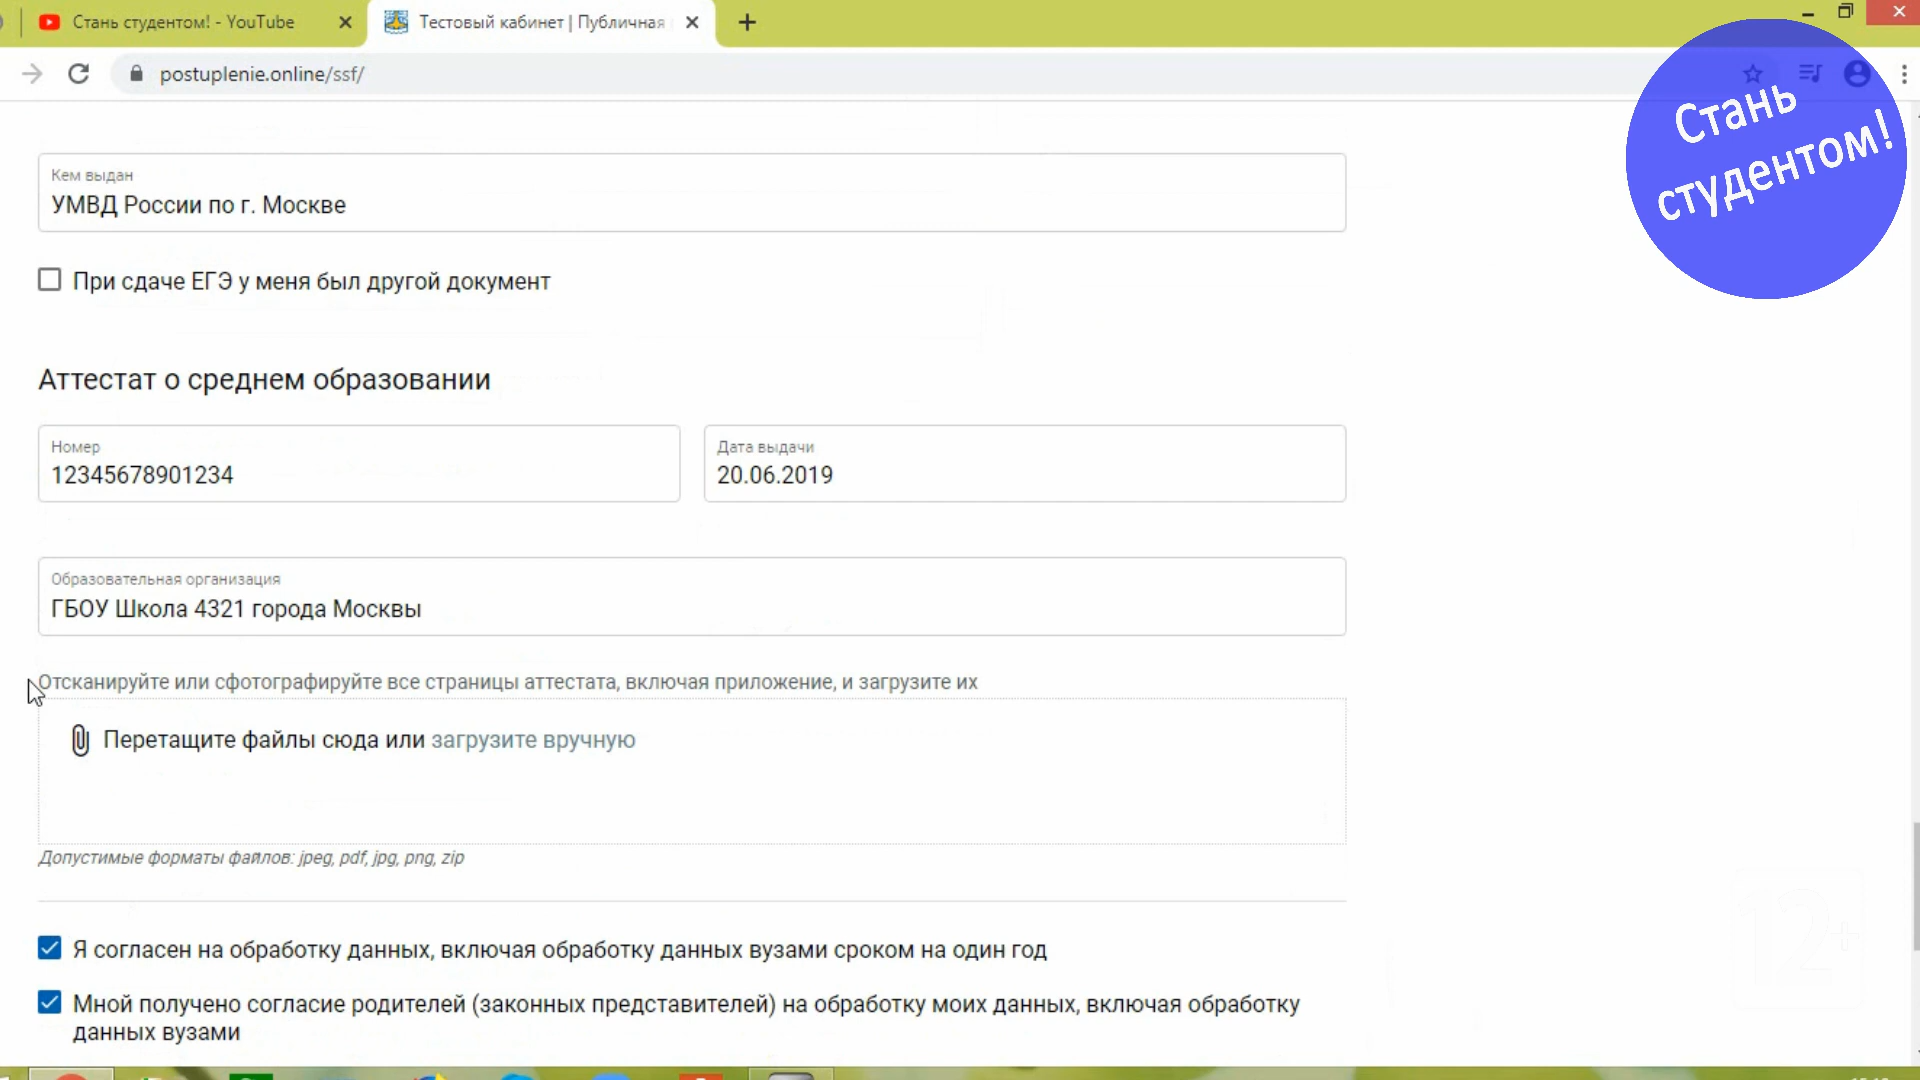 Стань студентом! - YouTube
Тестовый кабинет | Публичная
postuplenie.online/ssf/
Стань
студентом!
Кем выдан
УМВД России по г. Москве
При сдаче ЕГЭ у меня был другой документ
Аттестат о среднем образовании
Номер
12345678901234
Дата выдачи
20.06.2019
Образовательная организация
ГБОУ Школа 4321 города Москвы
Отсканируйте или сфотографируйте все страницы аттестата, включая приложение, и загрузите их
Перетащите файлы сюда или загрузите вручную
Допустимые форматы файлов: jpeg, pdf, jpg, png, zip
12+
Я согласен на обработку данных, включая обработку данных вузами сроком на один год
Мной получено согласие родителей (законных представителей) на обработку моих данных, включая обработку
данных вузами